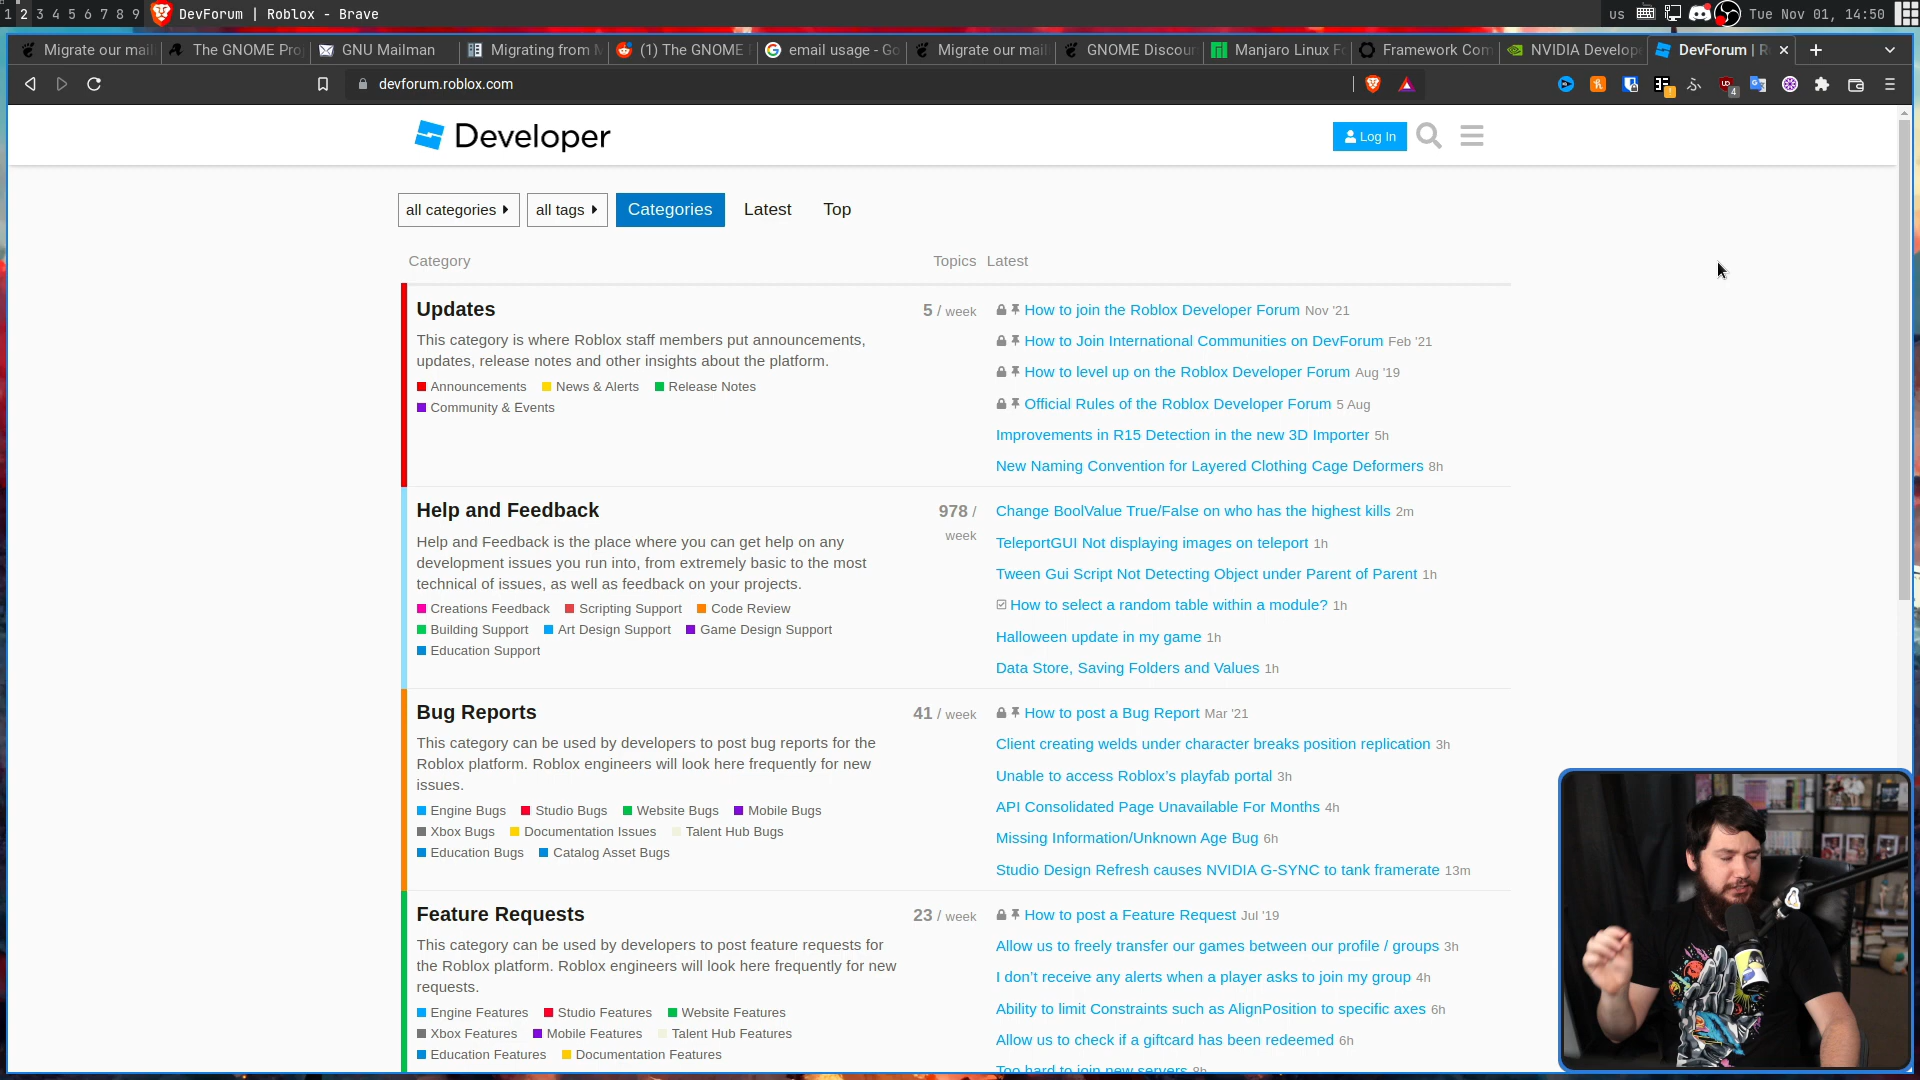 1 2 3 4 5 6 7 8 9 DevForum | Roblox - Brave us Tue Nov 01, 14:50
Migrate our mail The GNOME Pro GNU Mailman Migrating from M (1) The GNOME email usage - Go Migrate our mail GNOME Discour Manjaro Linux Fo Framework Com NVIDIA Develope DevForum | R
devforum.roblox.com
Developer
Log In
all categories all tags Categories Latest Top
Category Topics Latest
Updates
5 / week
This category is where Roblox staff members put announcements,
updates, release notes and other insights about the platform.
Announcements News & Alerts Release Notes
Community & Events
How to join the Roblox Developer Forum Nov '21
How to Join International Communities on DevForum Feb '21
How to level up on the Roblox Developer Forum Aug '19
Official Rules of the Roblox Developer Forum 5 Aug
Improvements in R15 Detection in the new 3D Importer 5h
New Naming Convention for Layered Clothing Cage Deformers 8h
Help and Feedback
978 /
week
Help and Feedback is the place where you can get help on any
development issues you run into, from extremely basic to the most
technical of issues, as well as feedback on your projects.
Creations Feedback Scripting Support Code Review
Building Support Art Design Support Game Design Support
Education Support
Change BoolValue True/False on who has the highest kills 2m
TeleportGUI Not displaying images on teleport 1h
Tween Gui Script Not Detecting Object under Parent of Parent 1h
How to select a random table within a module? 1h
Halloween update in my game 1h
Data Store, Saving Folders and Values 1h
Bug Reports
41 / week
This category can be used by developers to post bug reports for the
Roblox platform. Roblox engineers will look here frequently for new
issues.
Engine Bugs Studio Bugs Website Bugs Mobile Bugs
Xbox Bugs Documentation Issues Talent Hub Bugs
Education Bugs Catalog Asset Bugs
How to post a Bug Report Mar '21
Client creating welds under character breaks position replication 3h
Unable to access Roblox’s playfab portal 3h
API Consolidated Page Unavailable For Months 4h
Missing Information/Unknown Age Bug 6h
Studio Design Refresh causes NVIDIA G-SYNC to tank framerate 13m
Feature Requests
23 / week
This category can be used by developers to post feature requests for
the Roblox platform. Roblox engineers will look here frequently for new
requests.
Engine Features Studio Features Website Features
Xbox Features Mobile Features Talent Hub Features
Education Features Documentation Features
How to post a Feature Request Jul '19
Allow us to freely transfer our games between our profile / groups 3h
I don’t receive any alerts when a player asks to join my group 4h
Ability to limit Constraints such as AlignPosition to specific axes 6h
Allow us to check if a giftcard has been redeemed 6h
Too hard to join new servers 8h